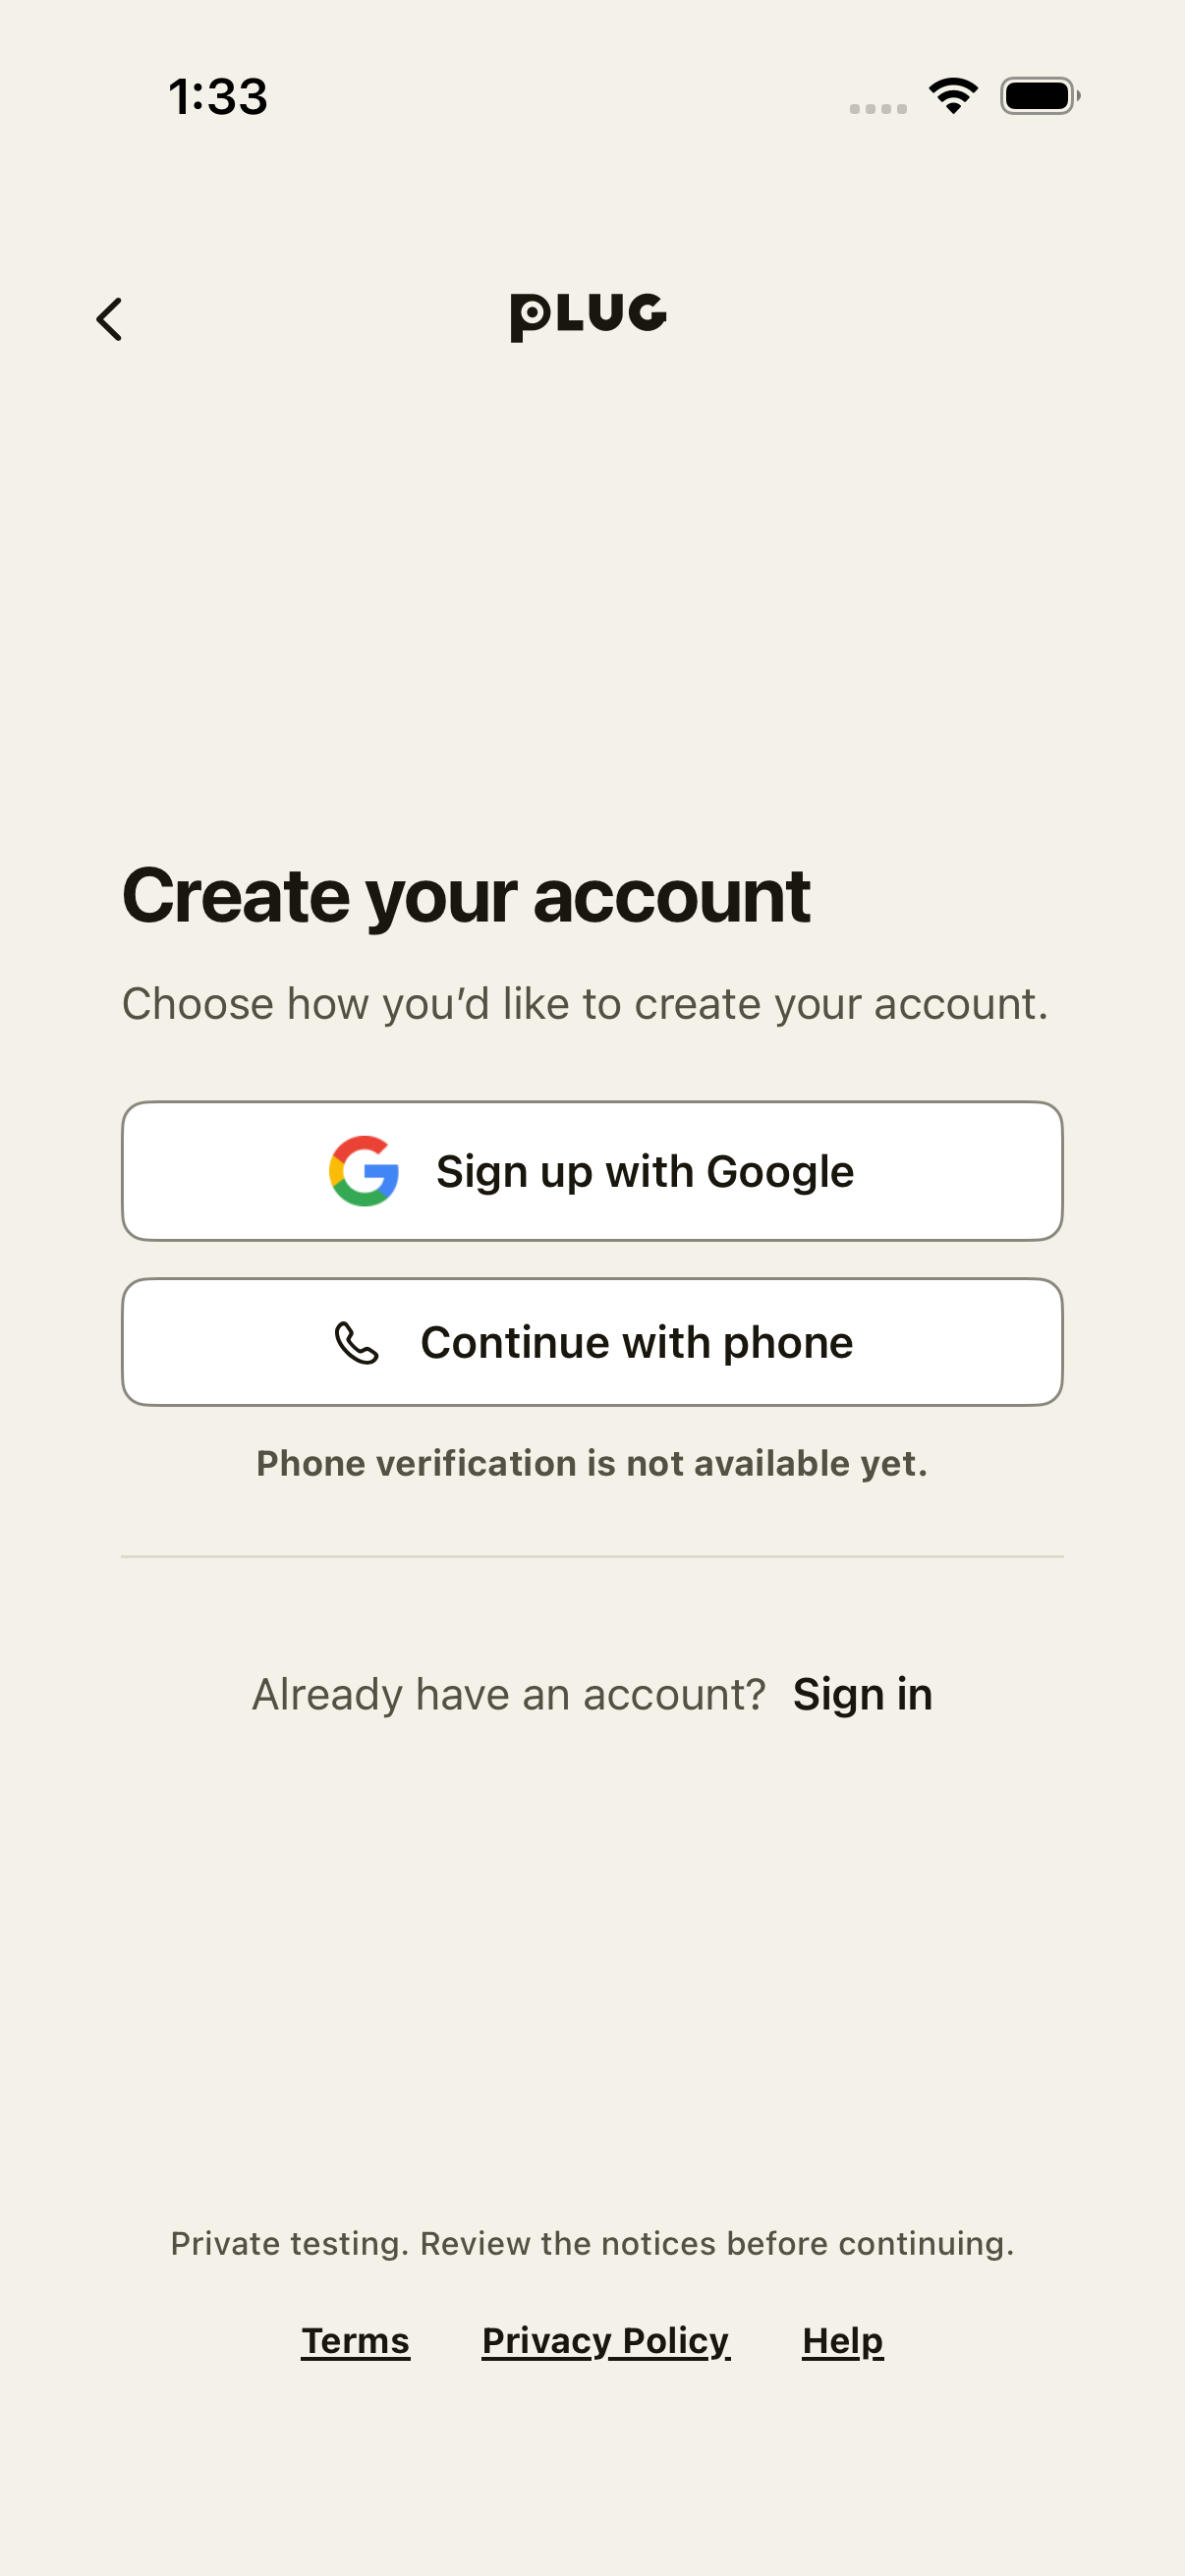 1:33
PLUG
Create your account
Choose how you’d like to create your account.
Sign up with Google
Continue with phone
Phone verification is not available yet.
Already have an account? Sign in
Private testing. Review the notices before continuing.
Terms Privacy Policy Help